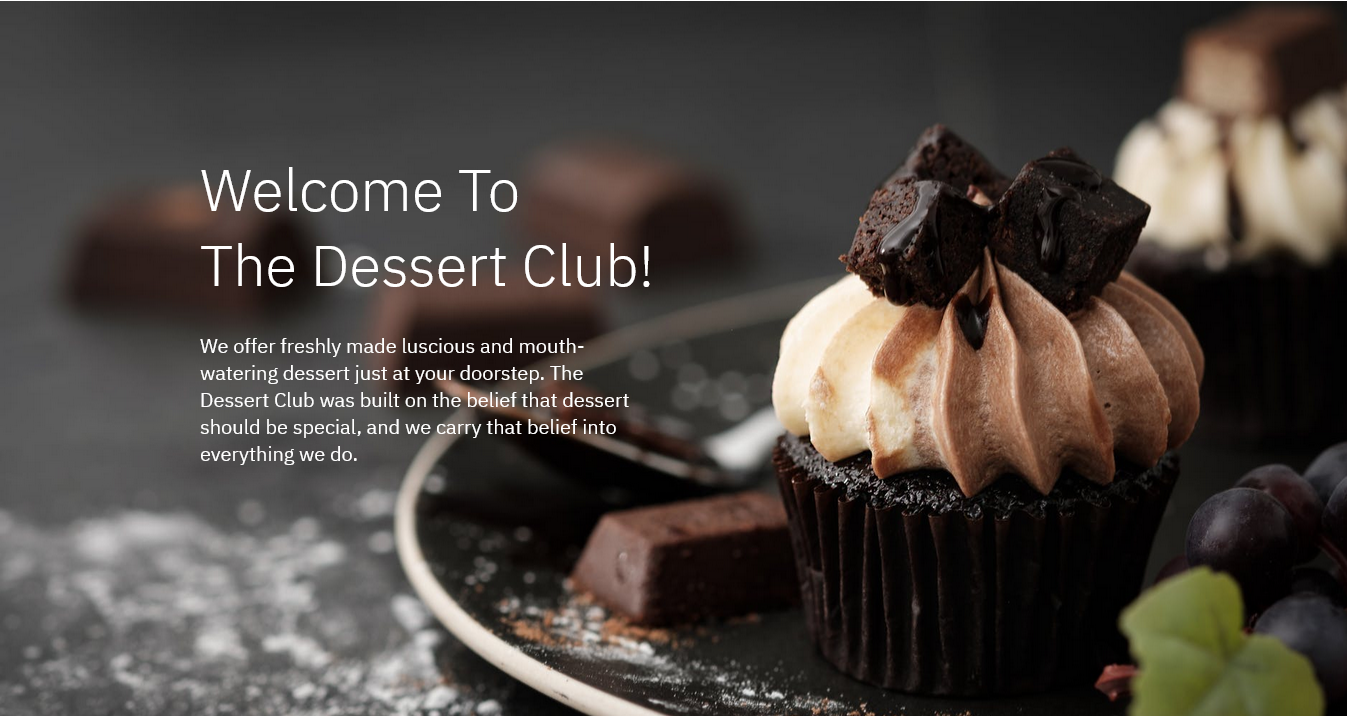 Welcome To
The Dessert Club!
We offer freshly made luscious and mouth-
watering dessert just at your doorstep. The
Dessert Club was built on the belief that dessert
should be special, and we carry that belief into
everything we do.